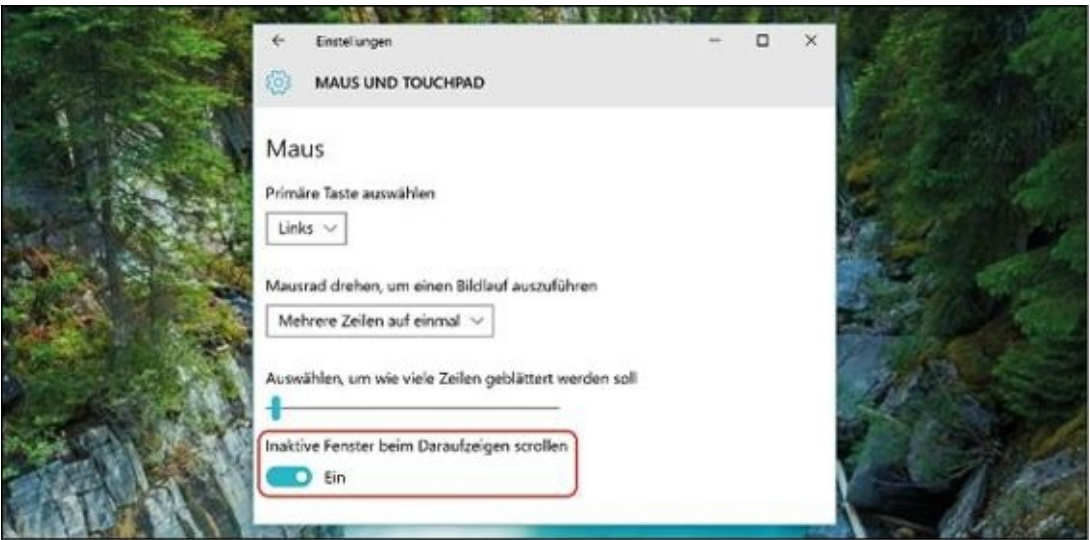 Einstellungen
MAUS UND TOUCHPAD
Maus
Primäre Taste auswählen
Links
Mausrad drehen, um einen Bildlauf auszuführen
Mehrere Zeilen auf einmal
Auswählen, um wie viele Zeilen geblättert werden soll
Inaktive Fenster beim Daraufzeigen scrollen
Ein